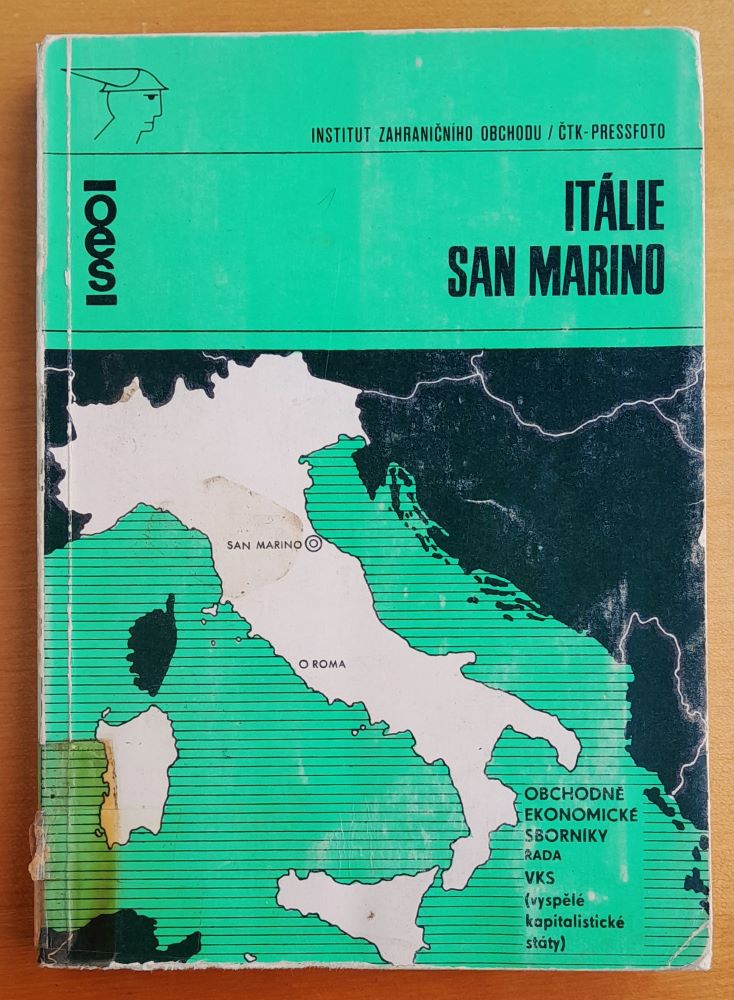 INSTITUT ZAHRANIČNÍHO OBCHODU / ČTK-PRESSFOTO
oes
ITÁLIE
SAN MARINO
SAN MARINO
ROMA
OBCHODNĚ
EKONOMICKÉ
SBORNÍKY
ŘADA
VKS
(vyspělé
kapitalistické
státy)